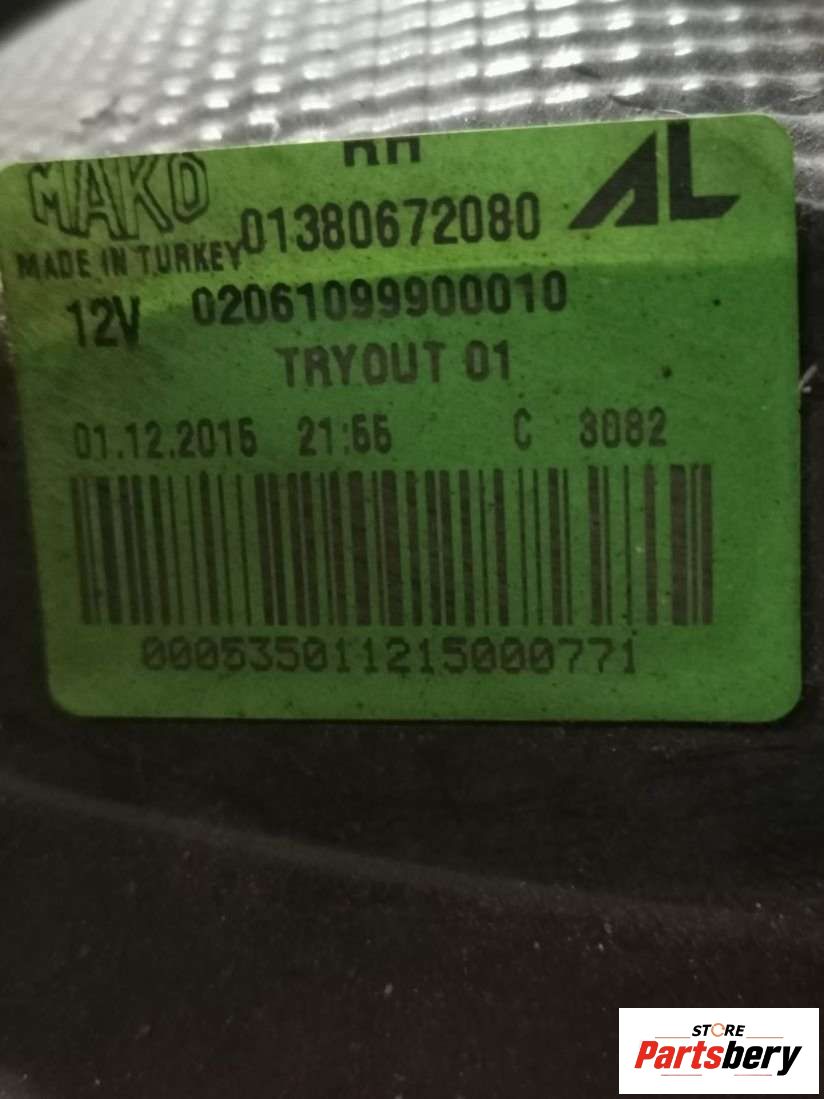 RH
MAKO
01380672080
AL
MADE IN TURKEY
12V 02061099900010
TRYOUT 01
01.12.2015 21:55 C 3082
000535011215000771
STORE
Partsbery